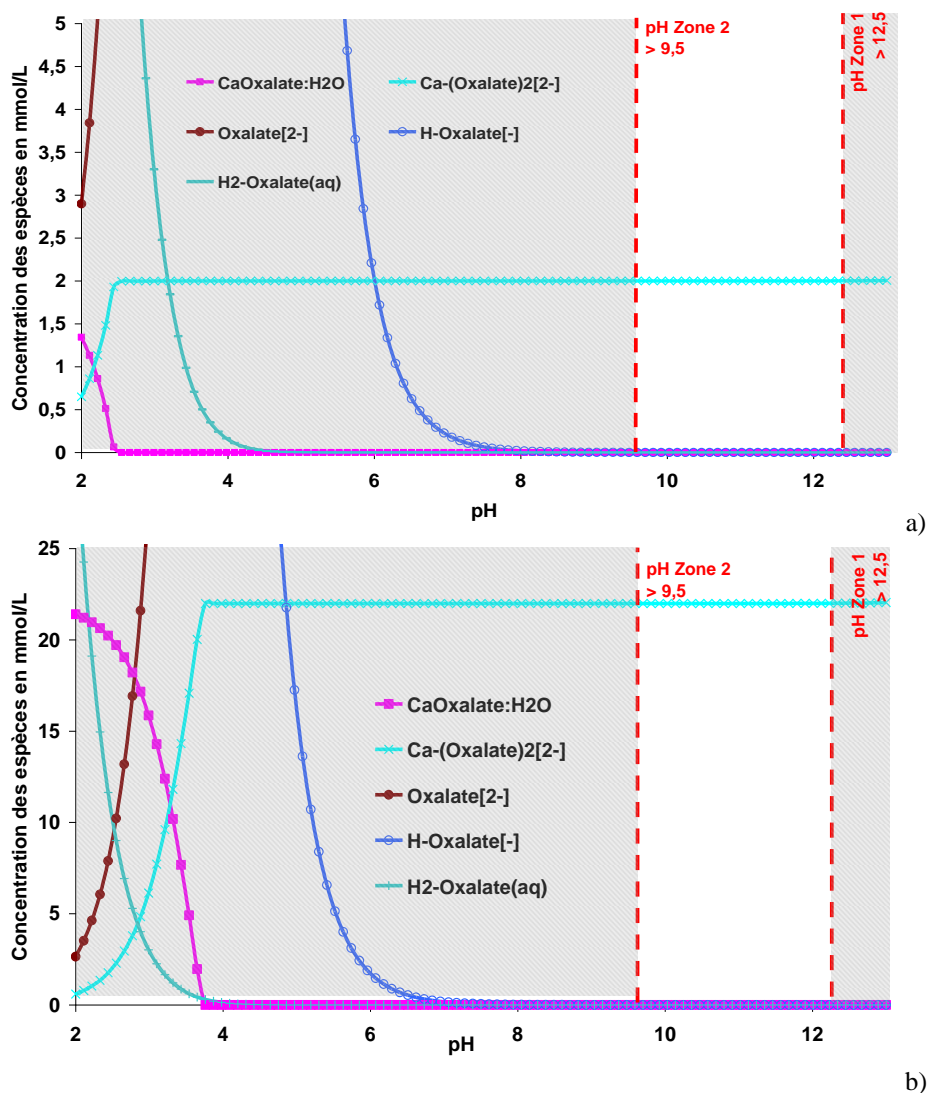 5
4,5
4
3,5
3
2,5
2
1,5
1
0,5
0
Concentration des espèces en mmol/L
CaOxalate:H2O
Ca-(Oxalate)2[2-]
Oxalate[2-]
H-Oxalate[-]
H2-Oxalate(aq)
pH Zone 2
> 9,5
pH Zone 1
> 12,5
2 4 6 8 10 12
pH
a)
25
20
15
10
5
0
Concentration des espèces en mmol/L
CaOxalate:H2O
Ca-(Oxalate)2[2-]
Oxalate[2-]
H-Oxalate[-]
H2-Oxalate(aq)
pH Zone 2
> 9,5
pH Zone 1
> 12,5
2 4 6 8 10 12
pH
b)